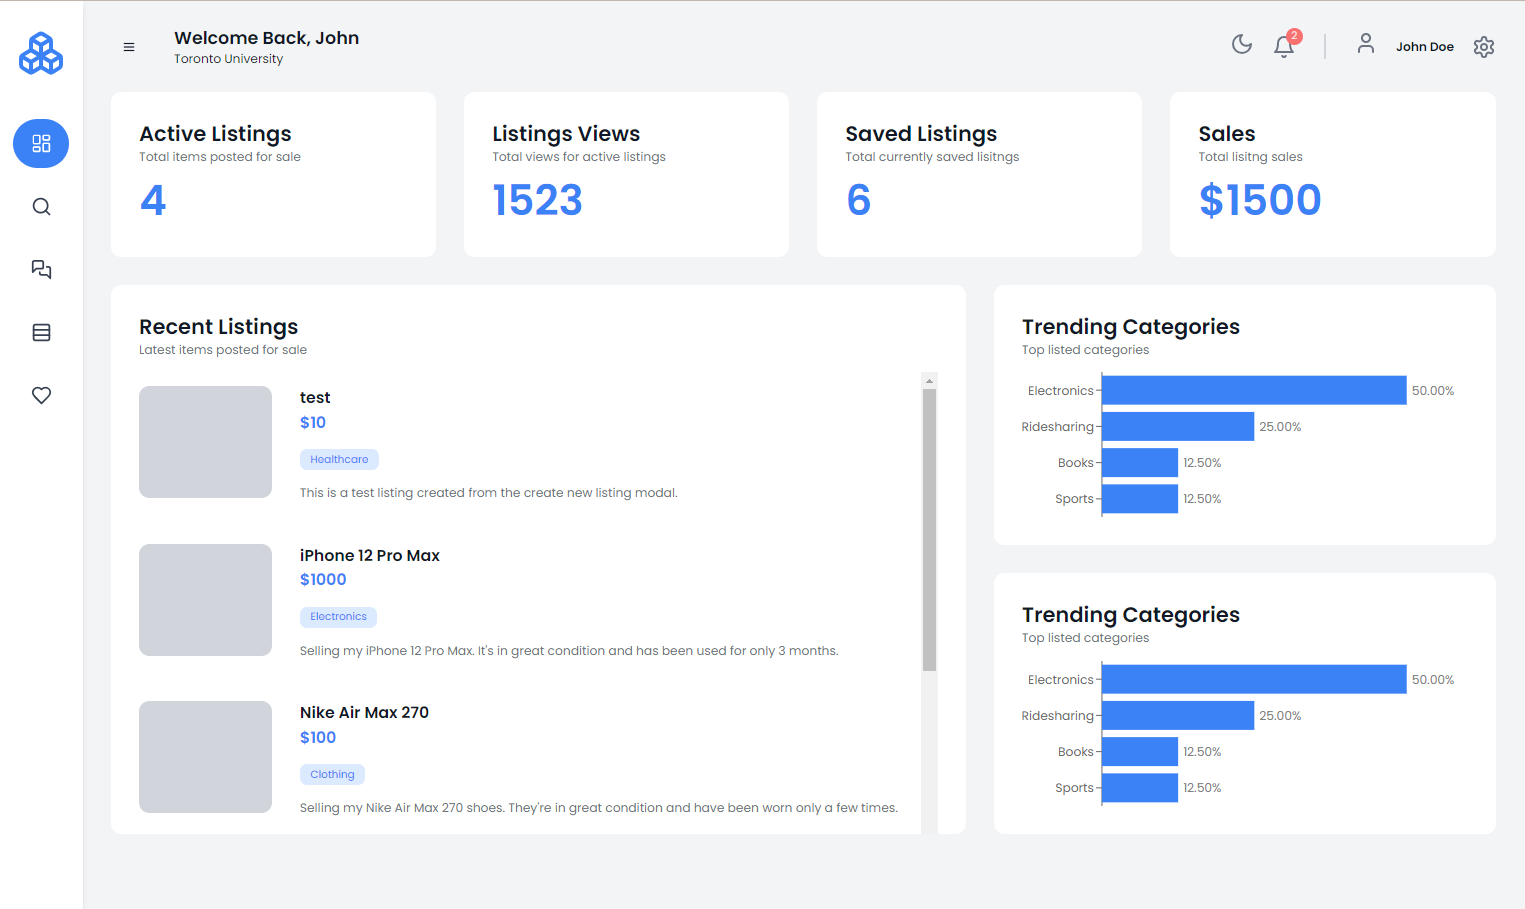 Welcome Back, John
Toronto University
2
John Doe
Active Listings
Total items posted for sale
4
Listings Views
Total views for active listings
1523
Saved Listings
Total currently saved lisitngs
6
Sales
Total lisitng sales
$1500
Recent Listings
Latest items posted for sale
test
$10
Healthcare
This is a test listing created from the create new listing modal.
iPhone 12 Pro Max
$1000
Electronics
Selling my iPhone 12 Pro Max. It's in great condition and has been used for only 3 months.
Nike Air Max 270
$100
Clothing
Selling my Nike Air Max 270 shoes. They're in great condition and have been worn only a few times.
Trending Categories
Top listed categories
Electronics 50.00%
Ridesharing 25.00%
Books 12.50%
Sports 12.50%
Trending Categories
Top listed categories
Electronics 50.00%
Ridesharing 25.00%
Books 12.50%
Sports 12.50%